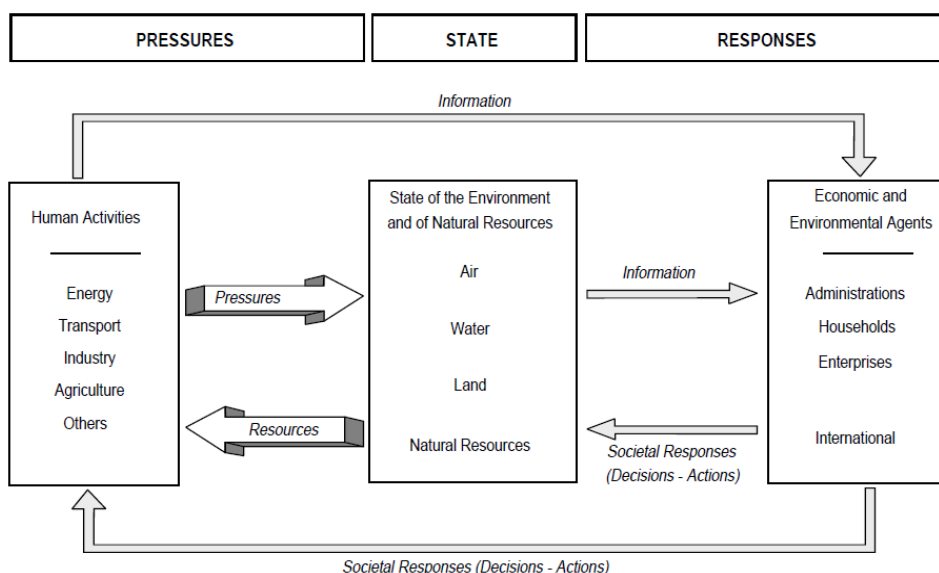 PRESSURES
STATE
RESPONSES
Information
Human Activities
Energy
Transport
Industry
Agriculture
Others
Pressures
Resources
State of the Environment
and of Natural Resources
Air
Water
Land
Natural Resources
Information
Societal Responses
(Decisions - Actions)
Economic and
Environmental Agents
Administrations
Households
Enterprises
International
Societal Responses (Decisions - Actions)